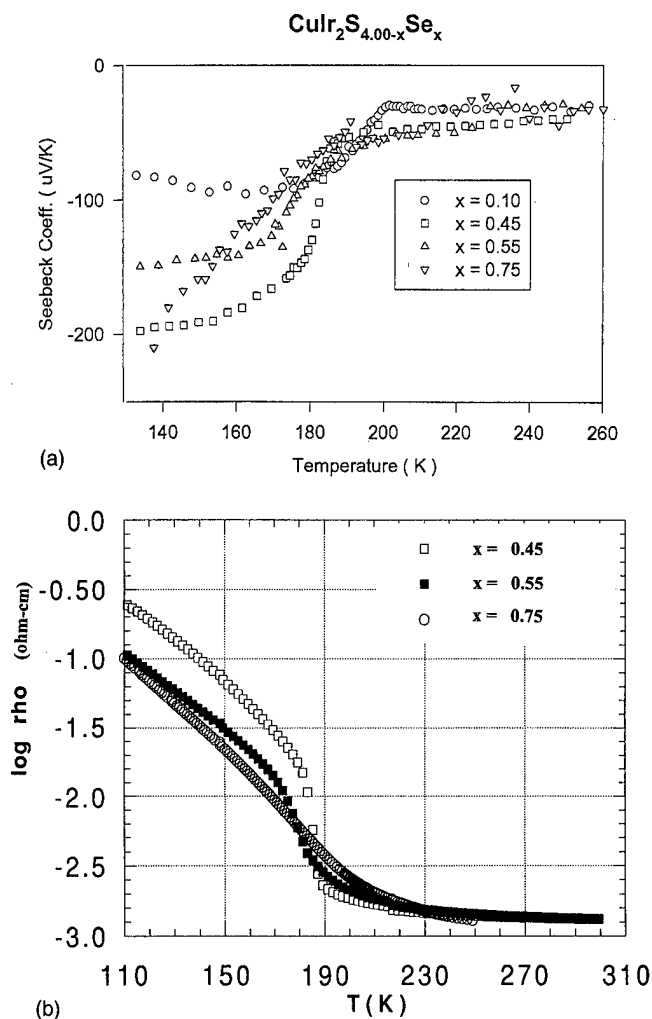 CuIr₂S₄.₀₀₋ₓSeₓ
0
-100
-200
Seebeck Coeff. ( uV/K )
x = 0.10
x = 0.45
x = 0.55
x = 0.75
140 160 180 200 220 240 260
(a)
Temperature ( K )
0.0
-0.50
-1.0
-1.5
-2.0
-2.5
-3.0
log rho (ohm-cm)
x = 0.45
x = 0.55
x = 0.75
110 150 190 230 270 310
(b)
T ( K )